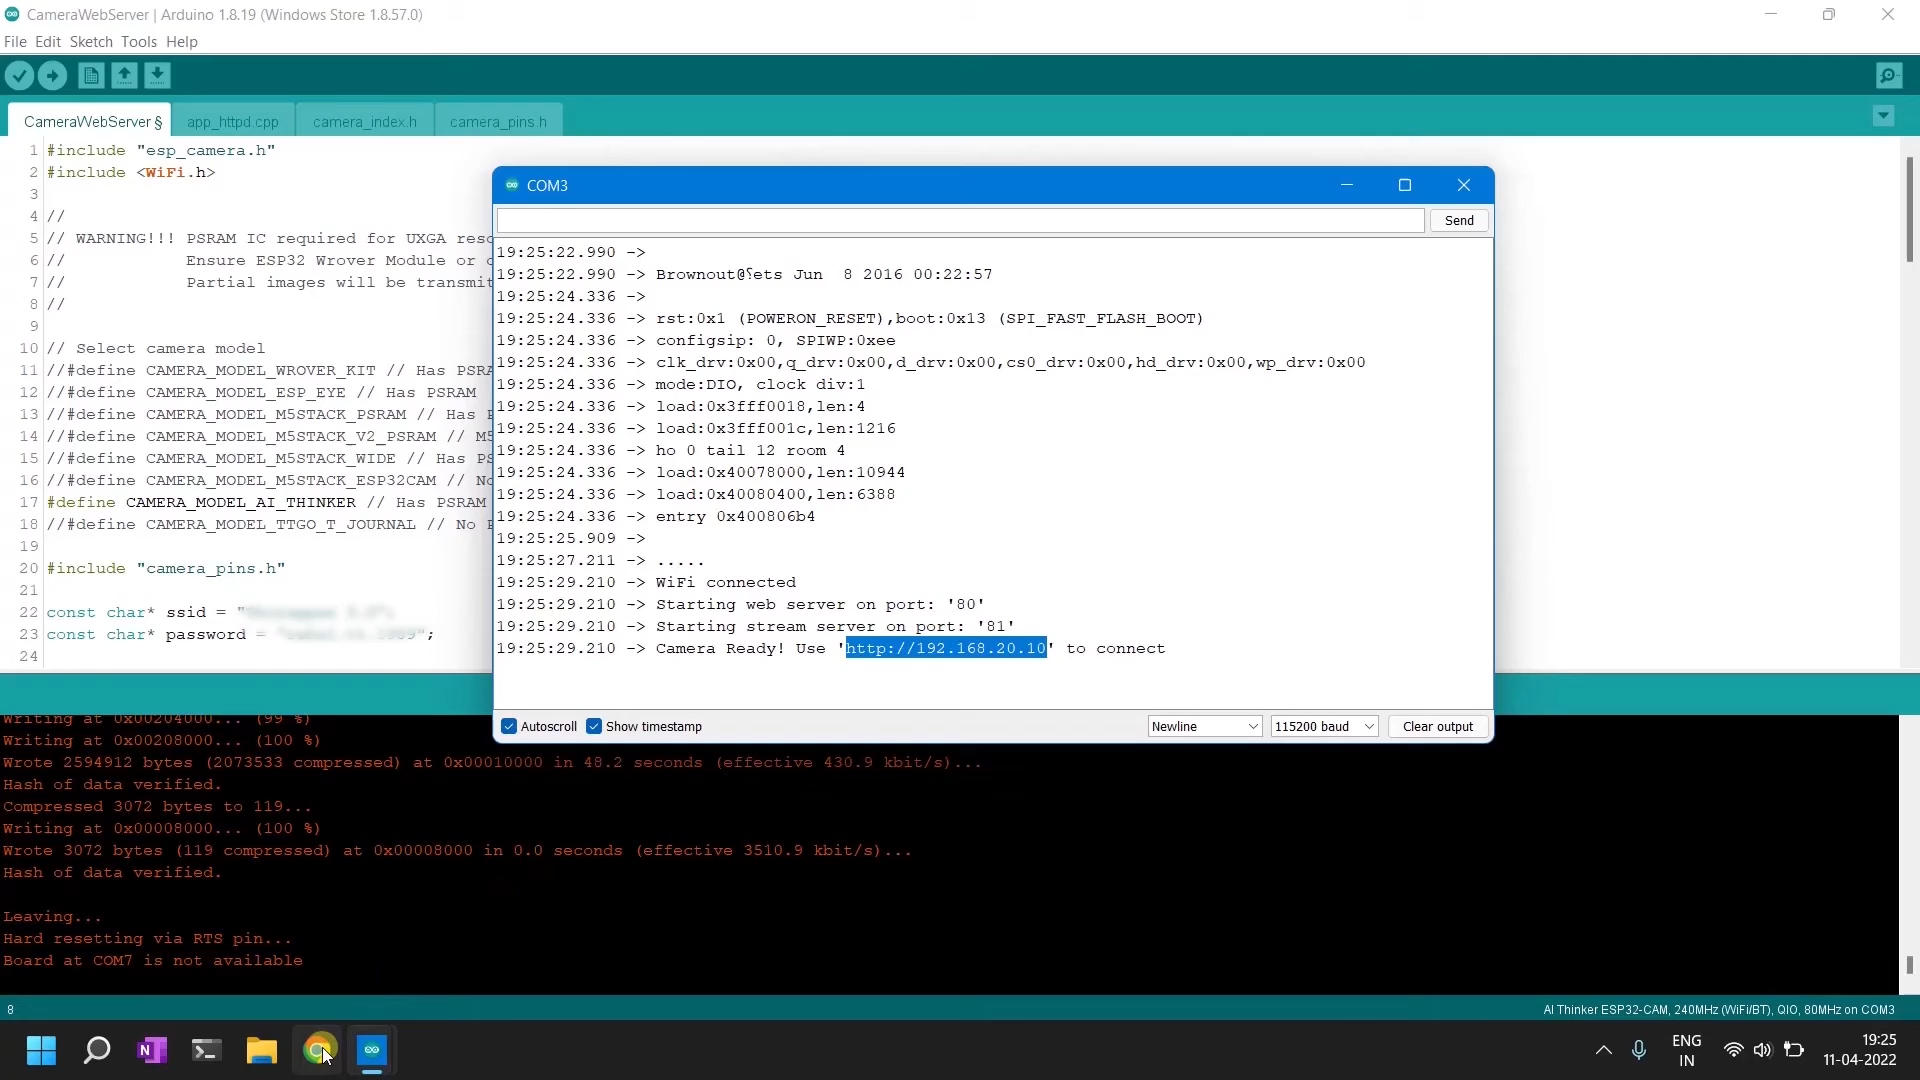 CameraWebServer | Arduino 1.8.19 (Windows Store 1.8.57.0)
File Edit Sketch Tools Help
CameraWebServer § app_httpd.cpp camera_index.h camera_pins.h
1 #include "esp_camera.h"
2 #include <WiFi.h>
3
4 //
5 // WARNING!!! PSRAM IC required for UXGA
6 // Ensure ESP32 Wrover Module or
7 // Partial images will be
8 //
9
10 // Select camera model
11 //#define CAMERA_MODEL_WROVER_KIT // Has
12 //#define CAMERA_MODEL_ESP_EYE // Has PSRAM
13 //#define CAMERA_MODEL_M5STACK_PSRAM // Has
14 //#define CAMERA_MODEL_M5STACK_V2_PSRAM //
15 //#define CAMERA_MODEL_M5STACK_WIDE // Has
16 //#define CAMERA_MODEL_M5STACK_ESP32CAM //
17 #define CAMERA_MODEL_AI_THINKER // Has PSRAM
18 //#define CAMERA_MODEL_TTGO_T_JOURNAL // No
19
20 #include "camera_pins.h"
21
22 const char* ssid = "
23 const char* password = "
24
COM3
Send
19:25:22.990 ->
19:25:22.990 -> Brownout@⸮ets Jun  8 2016 00:22:57
19:25:24.336 ->
19:25:24.336 -> rst:0x1 (POWERON_RESET),boot:0x13 (SPI_FAST_FLASH_BOOT)
19:25:24.336 -> configsip: 0, SPIWP:0xee
19:25:24.336 -> clk_drv:0x00,q_drv:0x00,d_drv:0x00,cs0_drv:0x00,hd_drv:0x00,wp_drv:0x00
19:25:24.336 -> mode:DIO, clock div:1
19:25:24.336 -> load:0x3fff0018,len:4
19:25:24.336 -> load:0x3fff001c,len:1216
19:25:24.336 -> ho 0 tail 12 room 4
19:25:24.336 -> load:0x40078000,len:10944
19:25:24.336 -> load:0x40080400,len:6388
19:25:24.336 -> entry 0x400806b4
19:25:25.909 ->
19:25:27.211 -> .....
19:25:29.210 -> WiFi connected
19:25:29.210 -> Starting web server on port: '80'
19:25:29.210 -> Starting stream server on port: '81'
19:25:29.210 -> Camera Ready! Use 'http://192.168.20.10' to connect
Autoscroll Show timestamp Newline 115200 baud Clear output
Writing at 0x00204000... (99 %)
Writing at 0x00208000... (100 %)
Wrote 2594912 bytes (2073533 compressed) at 0x00010000 in 48.2 seconds (effective 430.9 kbit/s)...
Hash of data verified.
Compressed 3072 bytes to 119...
Writing at 0x00008000... (100 %)
Wrote 3072 bytes (119 compressed) at 0x00008000 in 0.0 seconds (effective 3510.9 kbit/s)...
Hash of data verified.
Leaving...
Hard resetting via RTS pin...
Board at COM7 is not available
8 AI Thinker ESP32-CAM, 240MHz (WiFi/BT), QIO, 80MHz on COM3
N
ENG
IN
19:25
11-04-2022